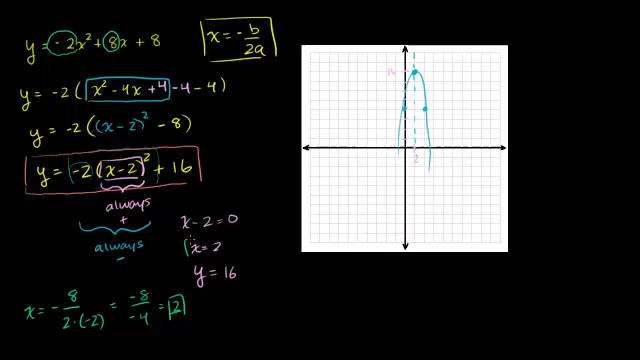 y = -2x² + 8x + 8
x = -b/2a
y = -2( x² - 4x + 4 - 4 - 4)
y = -2((x - 2)² - 8)
y = (-2(x - 2)²) + 16
always
+
always
-
x - 2 = 0
x = 2
y = 16
x = - 8/(2·(-2)) = -8/-4 = 2
16
2